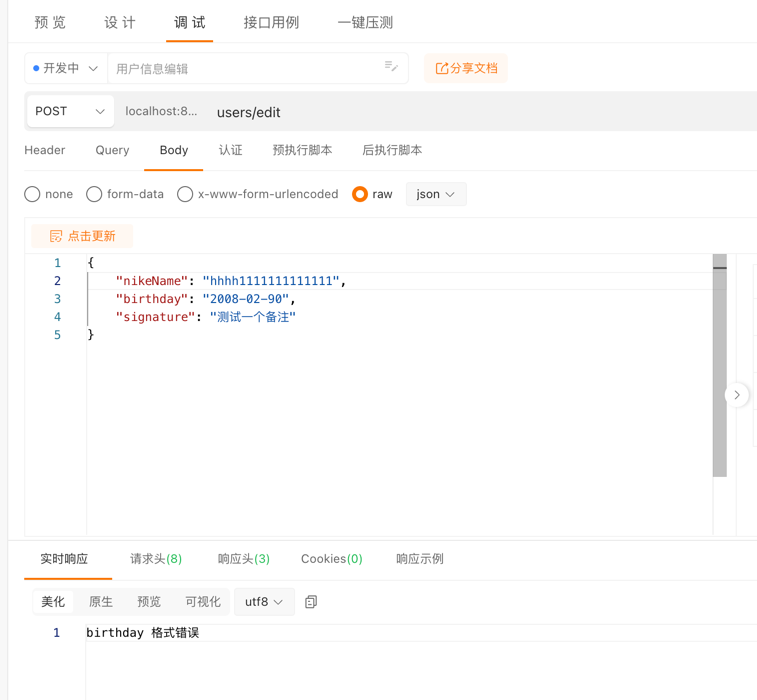 预 览 设 计 调 试 接口用例 一键压测
开发中 用户信息编辑 分享文档
POST localhost:8... users/edit
Header Query Body 认证 预执行脚本 后执行脚本
none form-data x-www-form-urlencoded raw json
点击更新
1 {
2 "nikeName": "hhhh1111111111111",
3 "birthday": "2008-02-90",
4 "signature": "测试一个备注"
5 }
实时响应 请求头(8) 响应头(3) Cookies(0) 响应示例
美化 原生 预览 可视化 utf8
1 birthday 格式错误